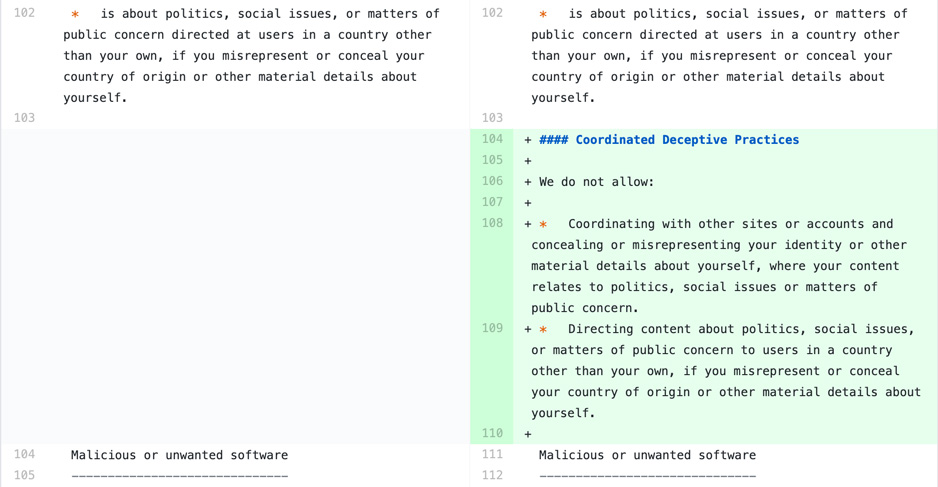 102 * is about politics, social issues, or matters of
public concern directed at users in a country other
than your own, if you misrepresent or conceal your
country of origin or other material details about
yourself.
103
104 Malicious or unwanted software
105 ------------------------------
102 * is about politics, social issues, or matters of
public concern directed at users in a country other
than your own, if you misrepresent or conceal your
country of origin or other material details about
yourself.
103
104 + #### Coordinated Deceptive Practices
105 +
106 + We do not allow:
107 +
108 + * Coordinating with other sites or accounts and
concealing or misrepresenting your identity or other
material details about yourself, where your content
relates to politics, social issues or matters of
public concern.
109 + * Directing content about politics, social issues,
or matters of public concern to users in a country
other than your own, if you misrepresent or conceal
your country of origin or other material details about
yourself.
110 +
111 Malicious or unwanted software
112 ------------------------------